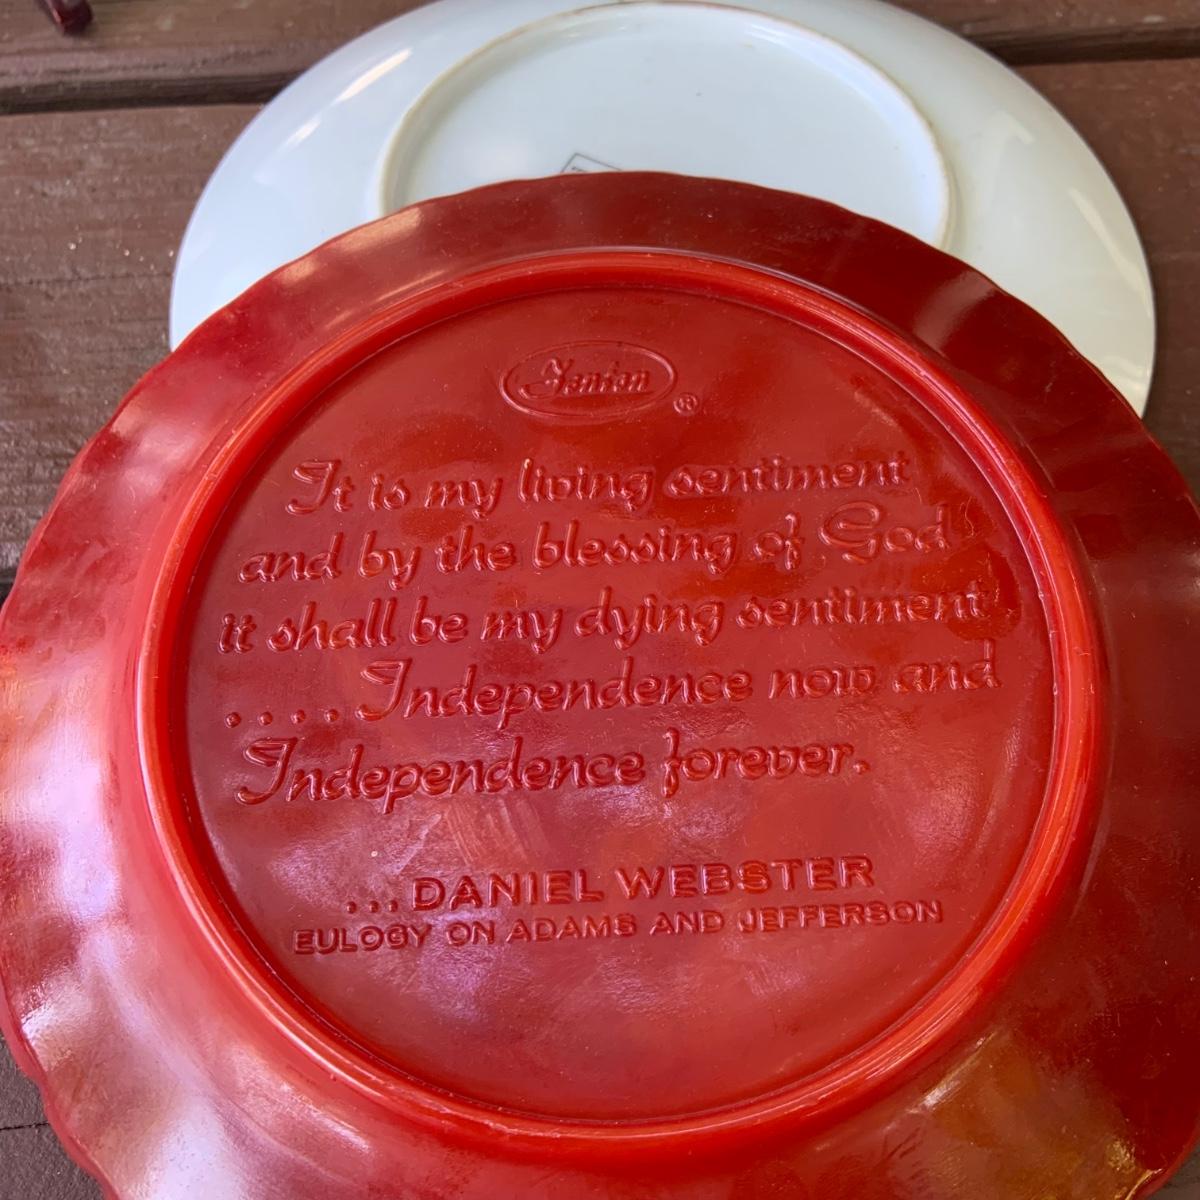 Fenton
®
It is my living sentiment
and by the blessing of God
it shall be my dying sentiment
....Independence now and
Independence forever.
...DANIEL WEBSTER
EULOGY ON ADAMS AND JEFFERSON